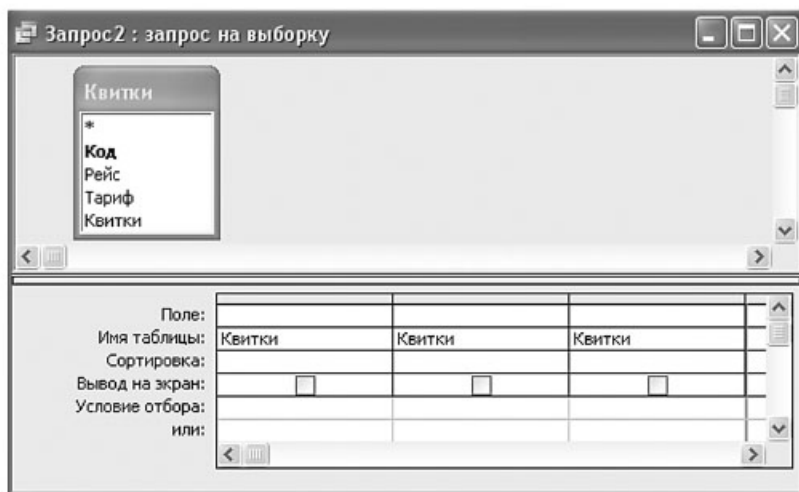 Запрос2 : запрос на выборку
Квитки
*
Код
Рейс
Тариф
Квитки
Поле:
Имя таблицы: Квитки Квитки Квитки
Сортировка:
Вывод на экран:
Условие отбора:
или: